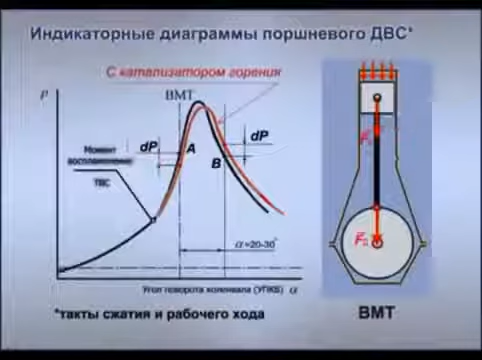 Индикаторные диаграммы поршневого ДВС*
С катализатором горения
P
ВМТ
dP
A
dP
B
Момент
воспламенения
ТВС
α=20-30°
Угол поворота коленвала (УПКВ) α
*такты сжатия и рабочего хода
ВМТ